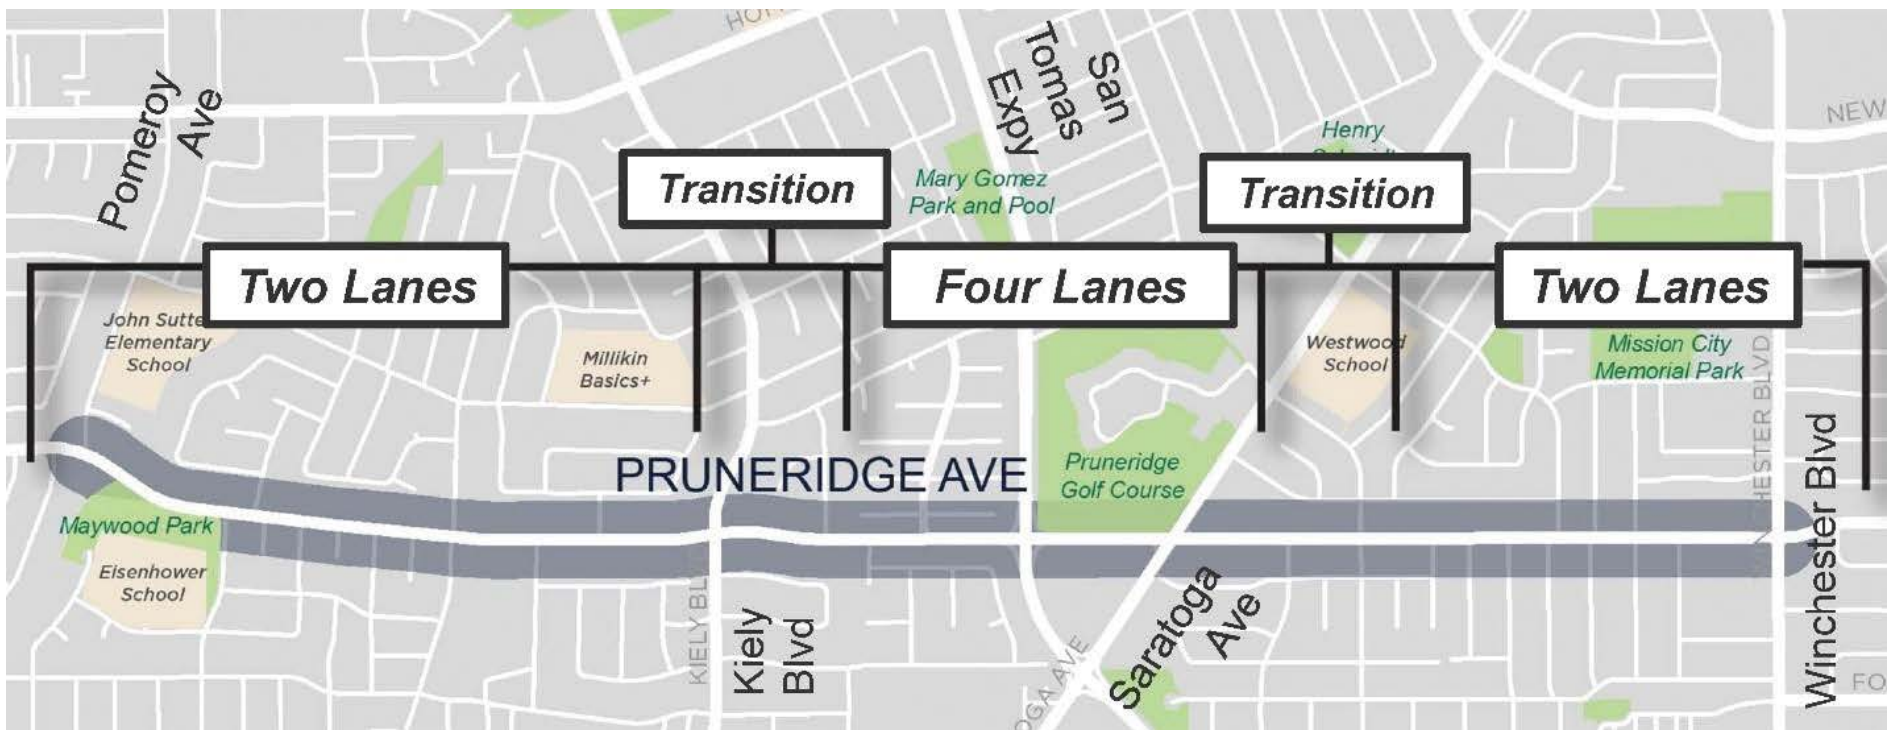 HO
NEW
Pomeroy
Ave
San
Tomas
Expy
Henry
Transition
Mary Gomez
Park and Pool
Transition
Two Lanes
Four Lanes
Two Lanes
John Sutte
Elementary
School
Millikin
Basics+
Westwood
School
Mission City
Memorial Park
HESTER BLVD
Winchester Blvd
PRUNERIDGE AVE
Pruneridge
Golf Course
Maywood Park
Eisenhower
School
KIELY BL
Kiely
Blvd
OGA AVE
Saratoga
Ave
FO